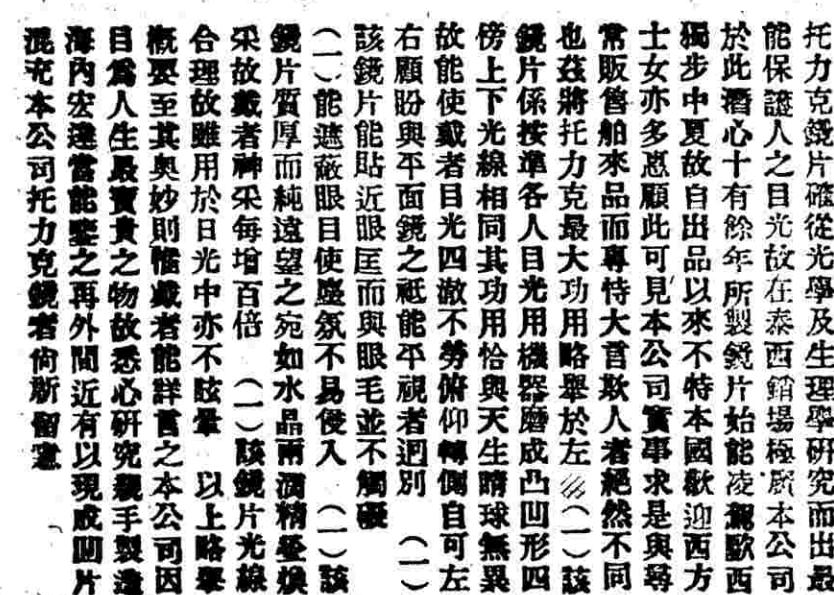 托力克鏡片確從光學及生理學研究而出最
能保護人之目光故在泰西銷場極廣本公司
於此潛心十有餘年所製鏡片始能凌駕歐西
獨步中夏故自出品以來不特本國歡迎西方
士女亦多惠顧此可見本公司實事求是與尋
常販售舶來品而專恃大言欺人者絕然不同
也茲將托力克最大功用略舉於左 (一)該
鏡片係按準各人目光用機器磨成凸凹形四
傍上下光線相同其功用恰與天生睛球無異
故能使戴者目光四澈不勞俯仰轉側自可左
右顧盼與平面鏡之祗能平視者迥別 (一)
該鏡片能貼近眼匡而與眼毛並不觸礙
(一)能遮蔽眼目使塵氛不易侵入 (一)該
鏡片質厚而純遠望之宛如水晶兩潤精瑩煥
采故戴者神采每增百倍 (一)該鏡片光線
合理故雖用於日光中亦不眩暈 以上略舉
概要至其奧妙則惟戴者能詳言之本公司因
目爲人生最寶貴之物故悉心研究親手製造
海內宏達當能鑒之再外間近有以現成凹片
混充本公司托力克鏡者尙祈留意